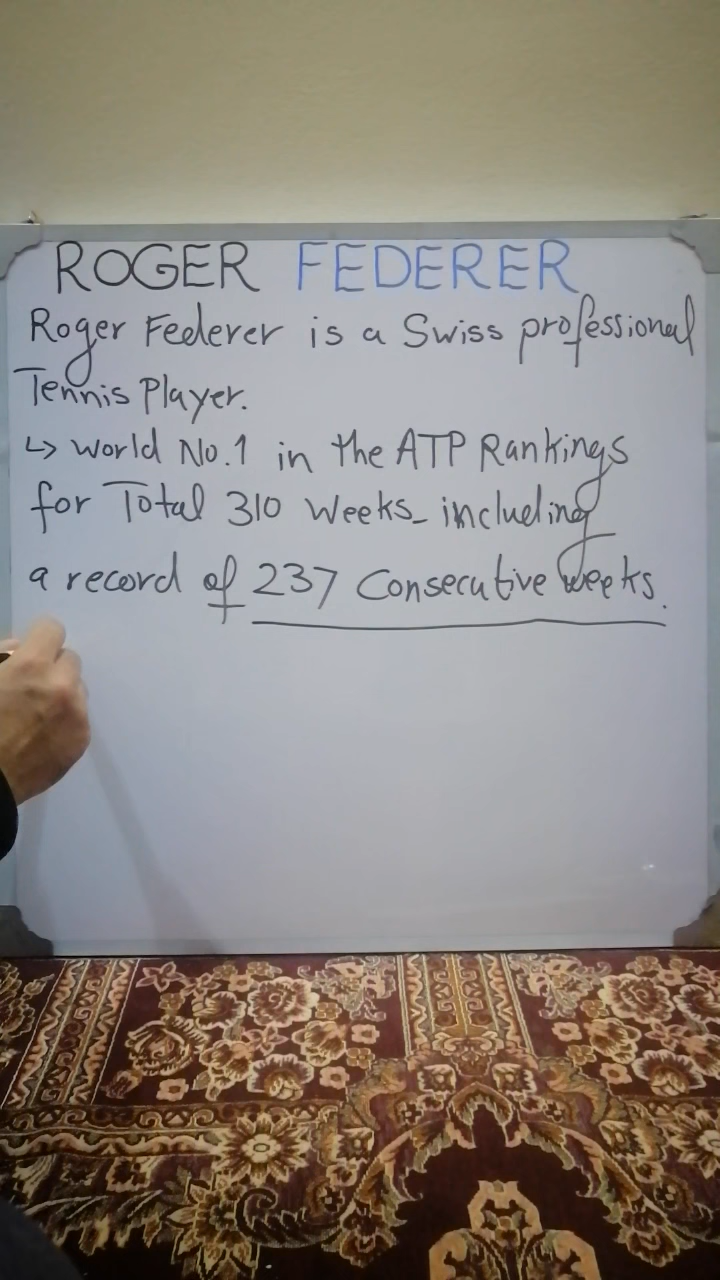 ROGER FEDERER
Roger Federer is a Swiss professional
Tennis Player.
↳ World No.1 in the ATP Rankings
for Total 310 Weeks_ including
a record of 237 Consecutive weeks.